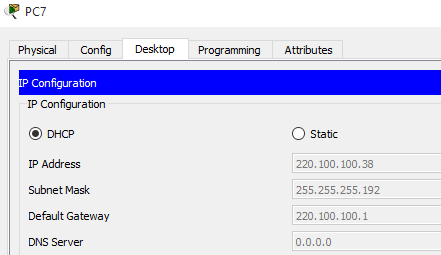 PC7
Physical Config Desktop Programming Attributes
IP Configuration
IP Configuration
DHCP Static
IP Address 220.100.100.38
Subnet Mask 255.255.255.192
Default Gateway 220.100.100.1
DNS Server 0.0.0.0